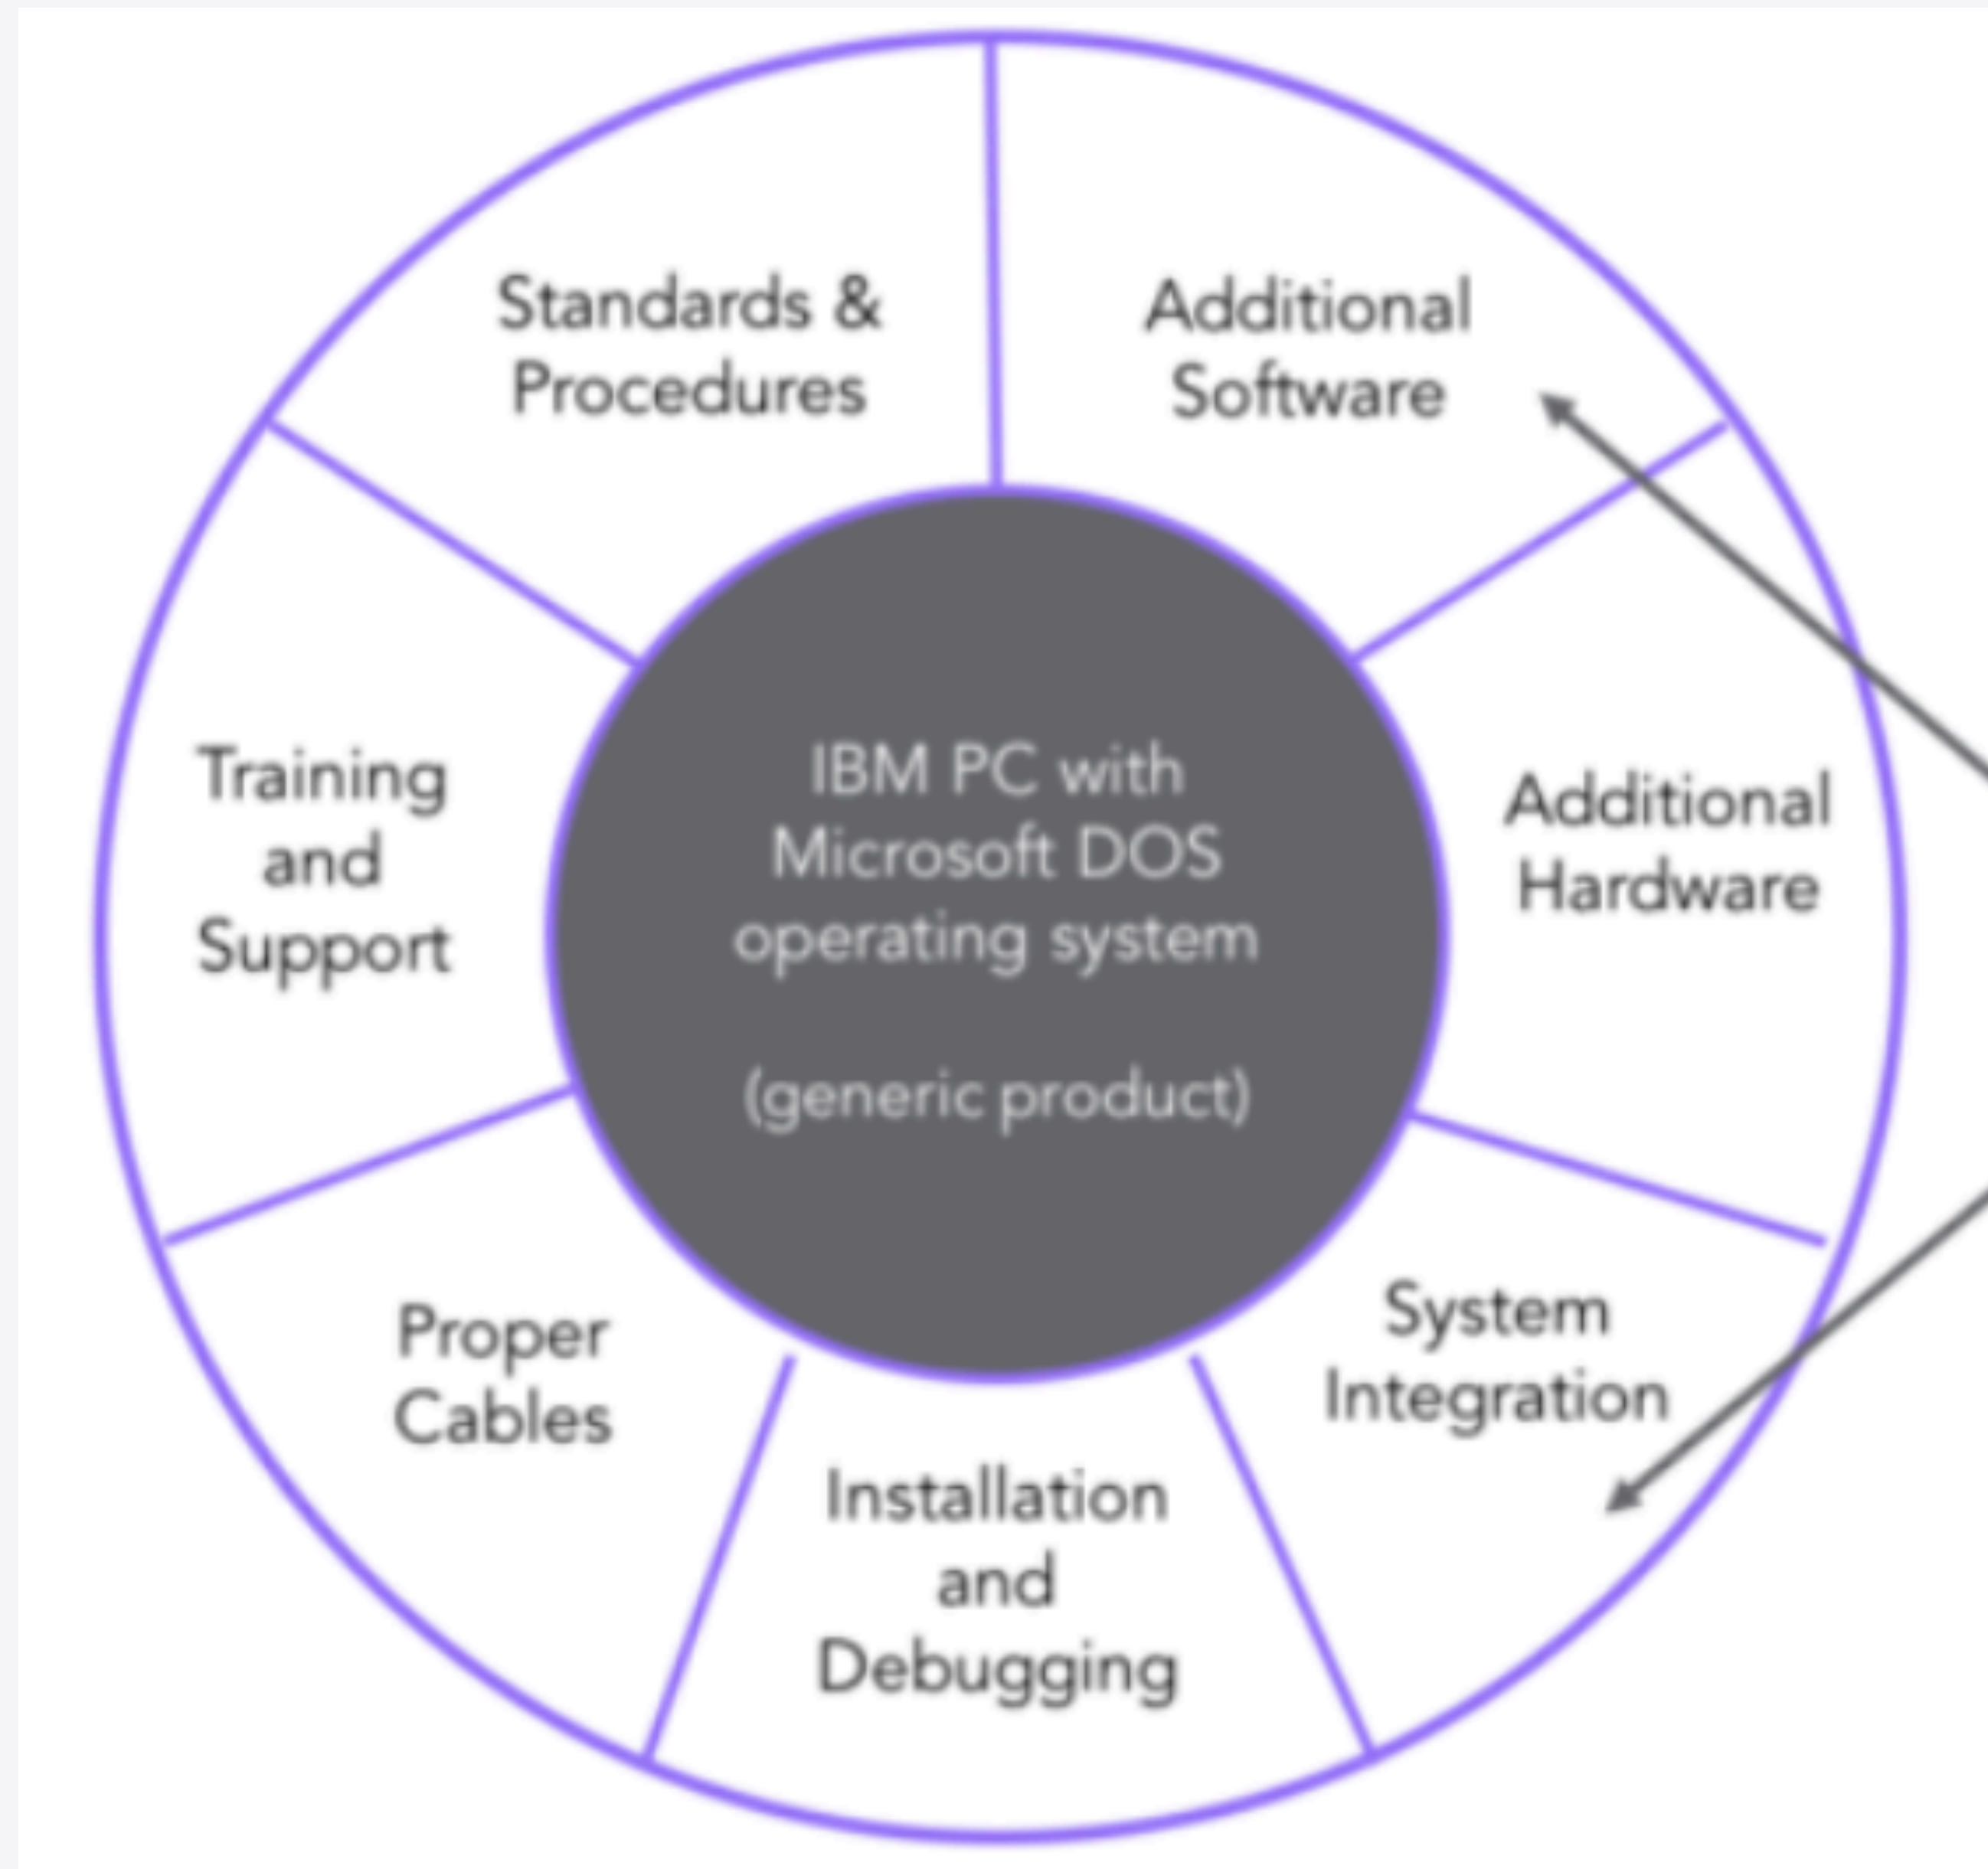 Standards &
Procedures
Additional
Software
Training
and
Support
IBM PC with
Microsoft DOS
operating system
(generic product)
Additional
Hardware
Proper
Cables
System
Integration
Installation
and
Debugging